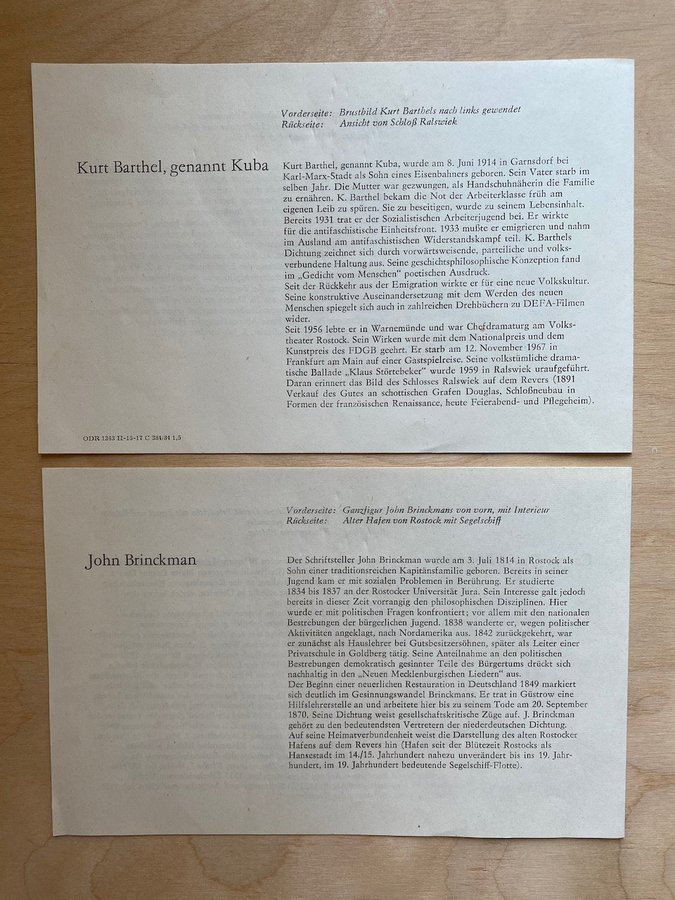 Vorderseite: Brustbild Kurt Barthels nach links gewendet
Rückseite: Ansicht von Schloß Ralswiek
Kurt Barthel, genannt Kuba
Kurt Barthel, genannt Kuba, wurde am 8. Juni 1914 in Garnsdorf bei
Karl-Marx-Stadt als Sohn eines Eisenbahners geboren. Sein Vater starb im
selben Jahr. Die Mutter war gezwungen, als Handschuhnäherin die Familie
zu ernähren. K. Barthel bekam die Not der Arbeiterklasse früh am
eigenen Leib zu spüren. Sie zu beseitigen, wurde zu seinem Lebensinhalt.
Bereits 1931 trat er der Sozialistischen Arbeiterjugend bei. Er wirkte
für die antifaschistische Einheitsfront. 1933 mußte er emigrieren und nahm
im Ausland am antifaschistischen Widerstandskampf teil. K. Barthels
Dichtung zeichnet sich durch vorwärtsweisende, parteiliche und volks-
verbundene Haltung aus. Seine geschichtsphilosophische Konzeption fand
im „Gedicht vom Menschen“ poetischen Ausdruck.
Seit der Rückkehr aus der Emigration wirkte er für eine neue Volkskultur.
Seine konstruktive Auseinandersetzung mit dem Werden des neuen
Menschen spiegelt sich auch in zahlreichen Drehbüchern zu DEFA-Filmen
wider.
Seit 1956 lebte er in Warnemünde und war Chefdramaturg am Volks-
theater Rostock. Sein Wirken wurde mit dem Nationalpreis und dem
Kunstpreis des FDGB geehrt. Er starb am 12. November 1967 in
Frankfurt am Main auf einer Gastspielreise. Seine volkstümliche drama-
tische Ballade „Klaus Störtebeker“ wurde 1959 in Ralswiek uraufgeführt.
Daran erinnert das Bild des Schlosses Ralswiek auf dem Revers (1891
Verkauf des Gutes an schottischen Grafen Douglas, Schloßneubau in
Formen der französischen Renaissance, heute Feierabend- und Pflegeheim).
ODR 1243 II-15-17 C 384/84 1,5
Vorderseite: Ganzfigur John Brinckmans von vorn, mit Interieur
Rückseite: Alter Hafen von Rostock mit Segelschiff
John Brinckman
Der Schriftsteller John Brinckman wurde am 3. Juli 1814 in Rostock als
Sohn einer traditionsreichen Kapitänsfamilie geboren. Bereits in seiner
Jugend kam er mit sozialen Problemen in Berührung. Er studierte
1834 bis 1837 an der Rostocker Universität Jura. Sein Interesse galt jedoch
bereits in dieser Zeit vorrangig den philosophischen Disziplinen. Hier
wurde er mit politischen Fragen konfrontiert; vor allem mit den nationalen
Bestrebungen der bürgerlichen Jugend. 1838 wanderte er, wegen politischer
Aktivitäten angeklagt, nach Nordamerika aus. 1842 zurückgekehrt, war
er zunächst als Hauslehrer bei Gutsbesitzersöhnen, später als Leiter einer
Privatschule in Goldberg tätig. Seine Anteilnahme an den politischen
Bestrebungen demokratisch gesinnter Teile des Bürgertums drückt sich
nachhaltig in den „Neuen Mecklenburgischen Liedern“ aus.
Der Beginn einer neuerlichen Restauration in Deutschland 1849 markiert
sich deutlich im Gesinnungswandel Brinckmans. Er trat in Güstrow eine
Hilfslehrerstelle an und arbeitete hier bis zu seinem Tode am 20. September
1870. Seine Dichtung weist gesellschaftskritische Züge auf. J. Brinckman
gehört zu den bedeutendsten Vertretern der niederdeutschen Dichtung.
Auf seine Heimatverbundenheit weist die Darstellung des alten Rostocker
Hafens auf dem Revers hin (Hafen seit der Blütezeit Rostocks als
Hansestadt im 14./15. Jahrhundert nahezu unverändert bis ins 19. Jahr-
hundert, im 19. Jahrhundert bedeutende Segelschiff-Flotte).